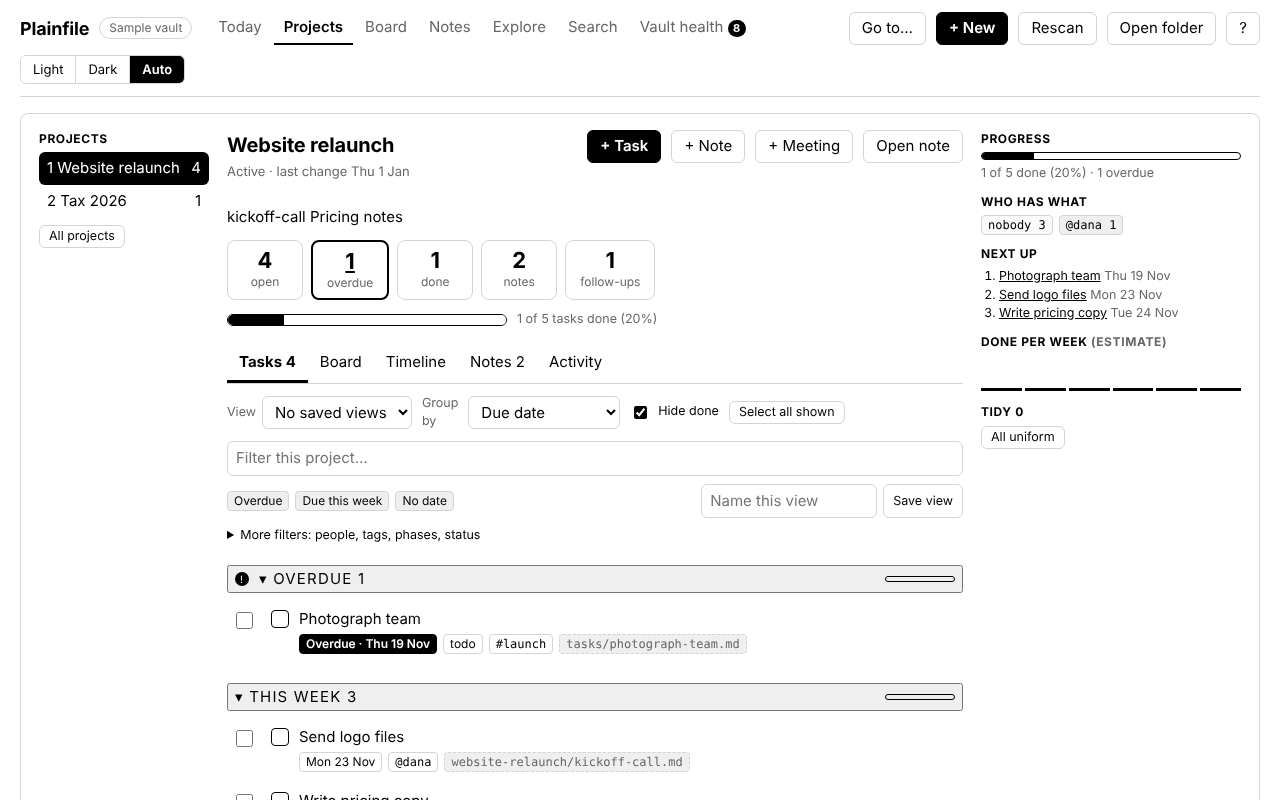 Plainfile Sample vault Today Projects Board Notes Explore Search Vault health 8 Go to... + New Rescan Open folder ?
Light Dark Auto
PROJECTS
1 Website relaunch 4
2 Tax 2026 1
All projects
Website relaunch
+ Task + Note + Meeting Open note
Active · last change Thu 1 Jan
kickoff-call Pricing notes
4 open
1 overdue
1 done
2 notes
1 follow-ups
1 of 5 tasks done (20%)
Tasks 4 Board Timeline Notes 2 Activity
View No saved views Group by Due date Hide done Select all shown
Filter this project...
Overdue Due this week No date Name this view Save view
▶ More filters: people, tags, phases, status
! ▼ OVERDUE 1
Photograph team
Overdue · Thu 19 Nov todo #launch tasks/photograph-team.md
▼ THIS WEEK 3
Send logo files
Mon 23 Nov @dana website-relaunch/kickoff-call.md
Write pricing copy
PROGRESS
1 of 5 done (20%) · 1 overdue
WHO HAS WHAT
nobody 3 @dana 1
NEXT UP
1. Photograph team Thu 19 Nov
2. Send logo files Mon 23 Nov
3. Write pricing copy Tue 24 Nov
DONE PER WEEK (ESTIMATE)
TIDY 0
All uniform